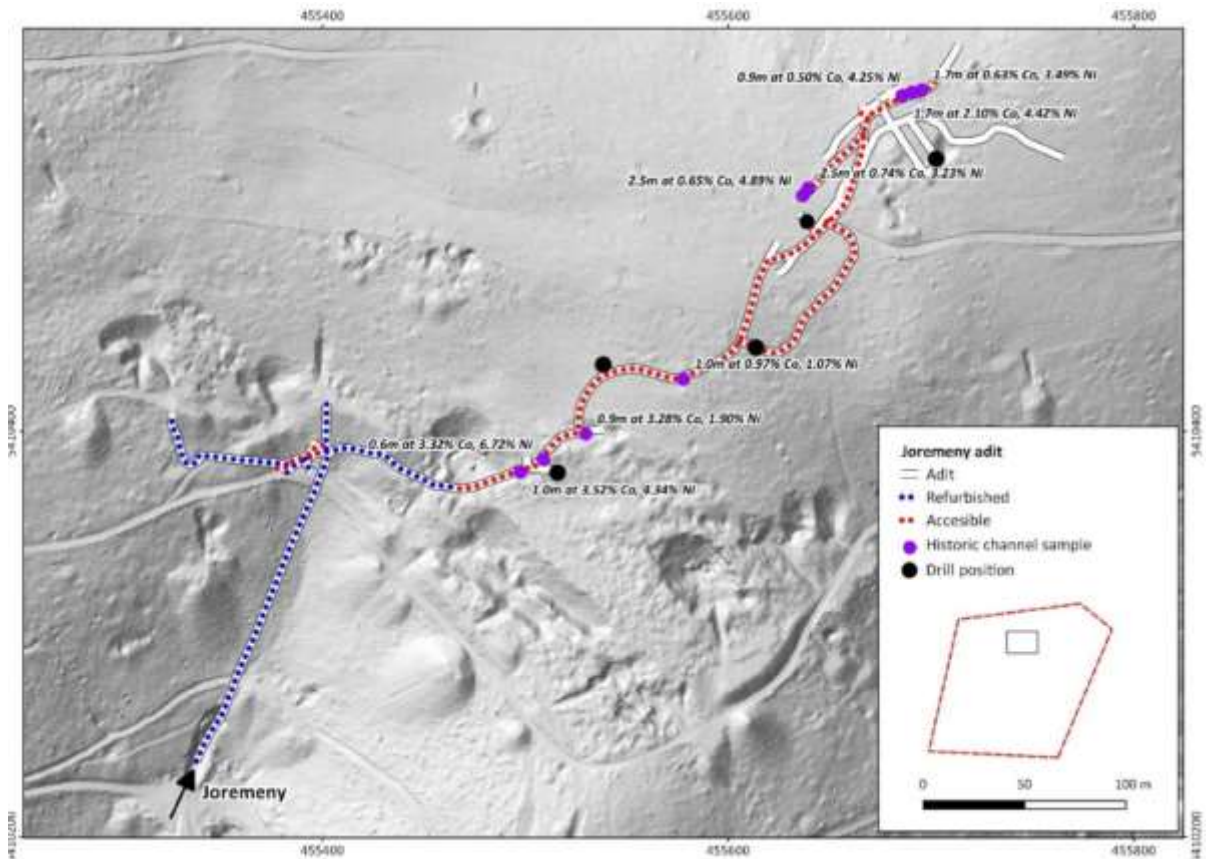 455400
455600
455800
0.9m at 0.50% Co, 4.25% Ni
1.7m at 0.63% Co, 3.49% Ni
1.7m at 2.10% Co, 4.42% Ni
2.5m at 0.65% Co, 4.89% Ni
2.5m at 0.74% Co, 3.23% Ni
1.0m at 0.97% Co, 1.07% Ni
0.9m at 3.28% Co, 1.90% Ni
0.6m at 3.32% Co, 6.72% Ni
1.0m at 3.52% Co, 4.34% Ni
5410400
5410400
Joremeny adit
Adit
Refurbished
Accesible
Historic channel sample
Drill position
0
50
100 m
Joremeny
5410200
5410200
455400
455600
455800